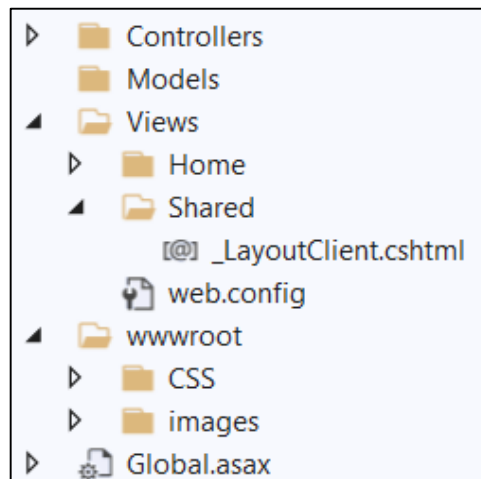 Controllers
Models
Views
Home
Shared
[@] _LayoutClient.cshtml
web.config
wwwroot
CSS
images
Global.asax